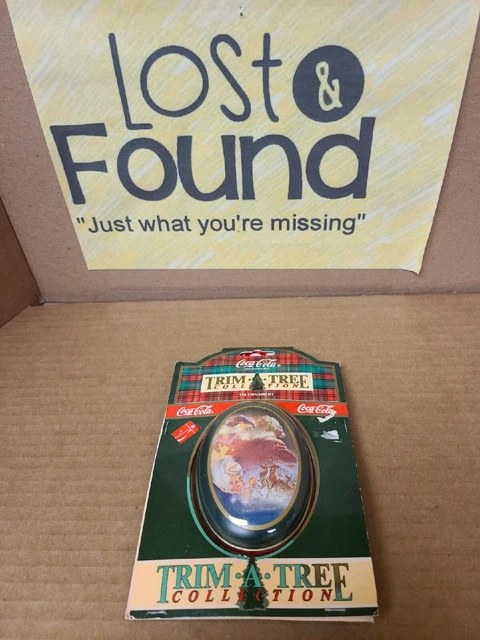 Lost &
Found
"Just what you're missing"
Coca-Cola
TRIM·A·TREE
COLLECTION
TIN ORNAMENT
Coca-Cola Coca-Cola
TRIM·A·TREE
COLLECTION